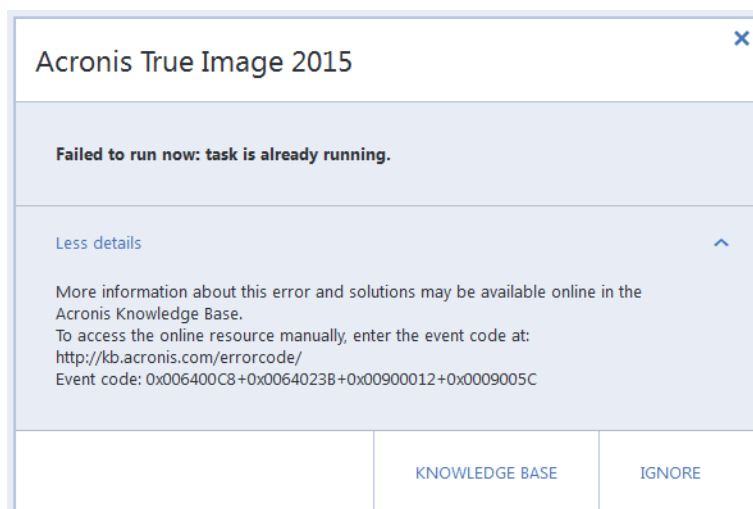 Acronis True Image 2015
Failed to run now: task is already running.
Less details
More information about this error and solutions may be available online in the
Acronis Knowledge Base.
To access the online resource manually, enter the event code at:
http://kb.acronis.com/errorcode/
Event code: 0x006400C8+0x0064023B+0x00900012+0x0009005C
KNOWLEDGE BASE
IGNORE